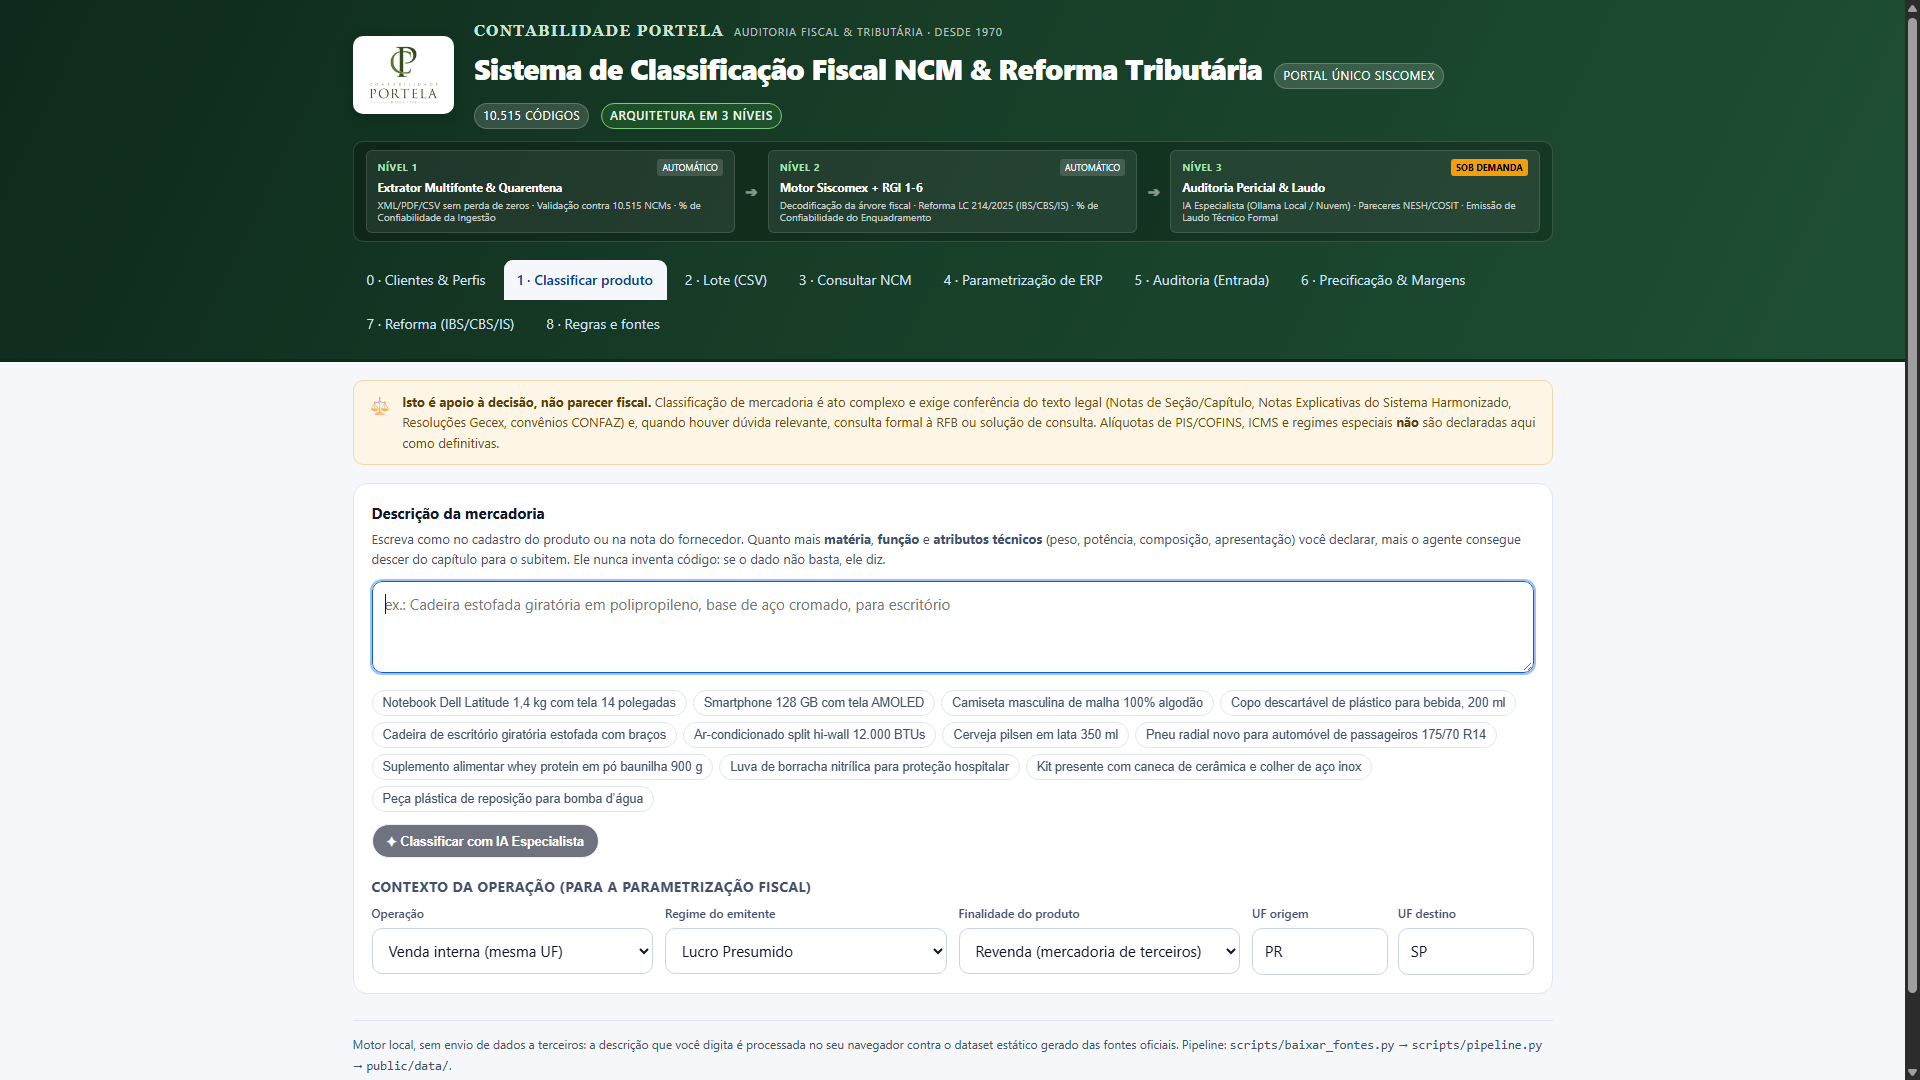 CONTABILIDADE PORTELA AUDITORIA FISCAL & TRIBUTÁRIA · DESDE 1970
CP
CONTABILIDADE
PORTELA
Sistema de Classificação Fiscal NCM & Reforma Tributária PORTAL ÚNICO SISCOMEX
10.515 CÓDIGOS ARQUITETURA EM 3 NÍVEIS
NÍVEL 1 AUTOMÁTICO
Extrator Multifonte & Quarentena
XML/PDF/CSV sem perda de zeros · Validação contra 10.515 NCMs · % de
Confiabilidade da Ingestão
➔
NÍVEL 2 AUTOMÁTICO
Motor Siscomex + RGI 1-6
Decodificação da árvore fiscal · Reforma LC 214/2025 (IBS/CBS/IS) · % de
Confiabilidade do Enquadramento
➔
NÍVEL 3 SOB DEMANDA
Auditoria Pericial & Laudo
IA Especialista (Ollama Local / Nuvem) · Pareceres NESH/COSIT · Emissão de
Laudo Técnico Formal
0 · Clientes & Perfis 1 · Classificar produto 2 · Lote (CSV) 3 · Consultar NCM 4 · Parametrização de ERP 5 · Auditoria (Entrada) 6 · Precificação & Margens
7 · Reforma (IBS/CBS/IS) 8 · Regras e fontes
Isto é apoio à decisão, não parecer fiscal. Classificação de mercadoria é ato complexo e exige conferência do texto legal (Notas de Seção/Capítulo, Notas Explicativas do Sistema Harmonizado,
Resoluções Gecex, convênios CONFAZ) e, quando houver dúvida relevante, consulta formal à RFB ou solução de consulta. Alíquotas de PIS/COFINS, ICMS e regimes especiais não são declaradas aqui
como definitivas.
Descrição da mercadoria
Escreva como no cadastro do produto ou na nota do fornecedor. Quanto mais matéria, função e atributos técnicos (peso, potência, composição, apresentação) você declarar, mais o agente consegue
descer do capítulo para o subitem. Ele nunca inventa código: se o dado não basta, ele diz.
ex.: Cadeira estofada giratória em polipropileno, base de aço cromado, para escritório
Notebook Dell Latitude 1,4 kg com tela 14 polegadas Smartphone 128 GB com tela AMOLED Camiseta masculina de malha 100% algodão Copo descartável de plástico para bebida, 200 ml
Cadeira de escritório giratória estofada com braços Ar-condicionado split hi-wall 12.000 BTUs Cerveja pilsen em lata 350 ml Pneu radial novo para automóvel de passageiros 175/70 R14
Suplemento alimentar whey protein em pó baunilha 900 g Luva de borracha nitrílica para proteção hospitalar Kit presente com caneca de cerâmica e colher de aço inox
Peça plástica de reposição para bomba d'água
✦ Classificar com IA Especialista
CONTEXTO DA OPERAÇÃO (PARA A PARAMETRIZAÇÃO FISCAL)
Operação Regime do emitente Finalidade do produto UF origem UF destino
Venda interna (mesma UF) Lucro Presumido Revenda (mercadoria de terceiros) PR SP
Motor local, sem envio de dados a terceiros: a descrição que você digita é processada no seu navegador contra o dataset estático gerado das fontes oficiais. Pipeline: scripts/baixar_fontes.py → scripts/pipeline.py
→ public/data/.